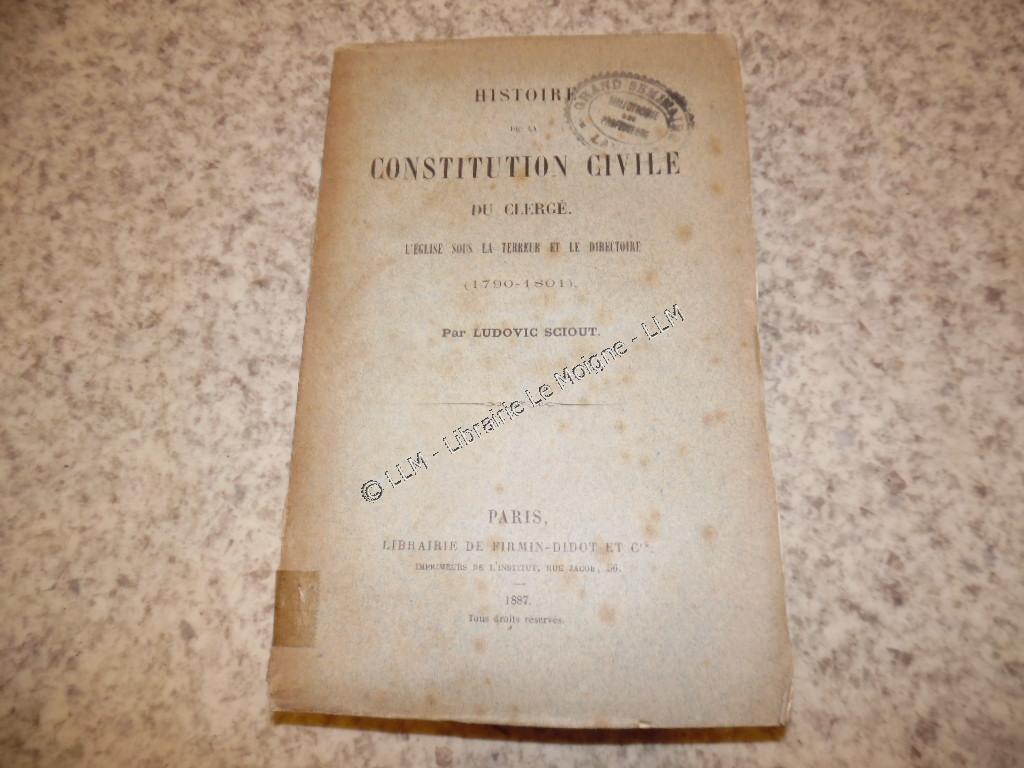 HISTOIRE
DE LA
CONSTITUTION CIVILE
DU CLERGÉ.
L'ÉGLISE SOUS LA TERREUR ET LE DIRECTOIRE
(1790-1801),
Par LUDOVIC SCIOUT.
© LLM - Librairie Le Moigne - LLM
PARIS,
LIBRAIRIE DE FIRMIN-DIDOT ET Cie.
IMPRIMEURS DE L'INSTITUT, RUE JACOB, 56.
1887.
Tous droits réservés.
GRAND SEMINAIRE